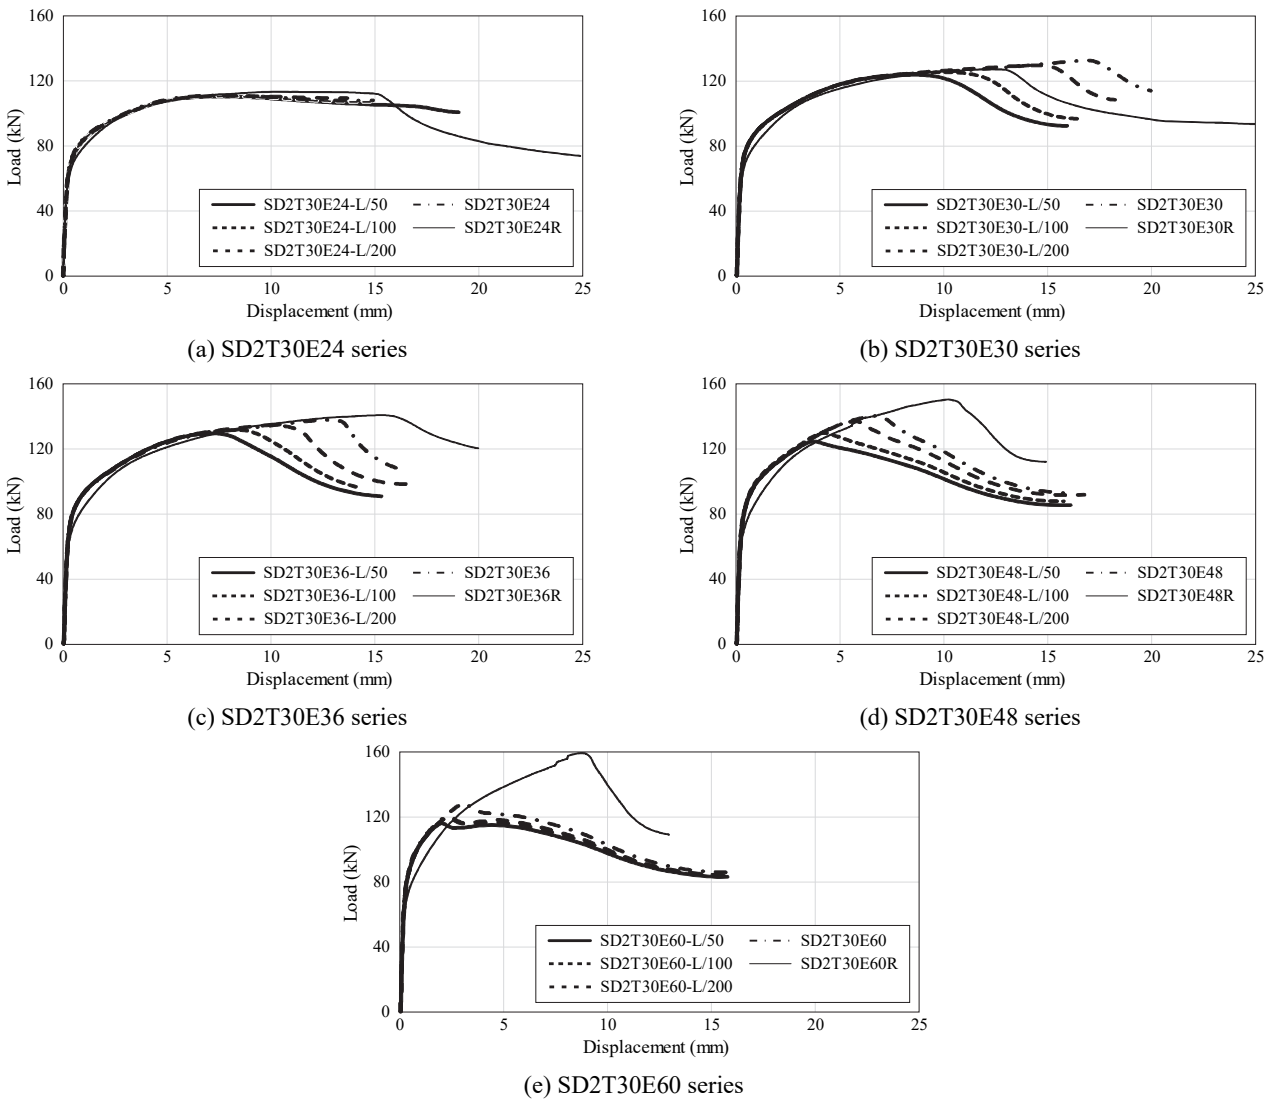 160
120
80
40
0
Load (kN)
SD2T30E24-L/50
SD2T30E24
SD2T30E24-L/100
SD2T30E24R
SD2T30E24-L/200
0 5 10 15 20 25
Displacement (mm)
(a) SD2T30E24 series
160
120
80
40
0
Load (kN)
SD2T30E30-L/50
SD2T30E30
SD2T30E30-L/100
SD2T30E30R
SD2T30E30-L/200
0 5 10 15 20 25
Displacement (mm)
(b) SD2T30E30 series
160
120
80
40
0
Load (kN)
SD2T30E36-L/50
SD2T30E36
SD2T30E36-L/100
SD2T30E36R
SD2T30E36-L/200
0 5 10 15 20 25
Displacement (mm)
(c) SD2T30E36 series
160
120
80
40
0
Load (kN)
SD2T30E48-L/50
SD2T30E48
SD2T30E48-L/100
SD2T30E48R
SD2T30E48-L/200
0 5 10 15 20 25
Displacement (mm)
(d) SD2T30E48 series
160
120
80
40
0
Load (kN)
SD2T30E60-L/50
SD2T30E60
SD2T30E60-L/100
SD2T30E60R
SD2T30E60-L/200
0 5 10 15 20 25
Displacement (mm)
(e) SD2T30E60 series